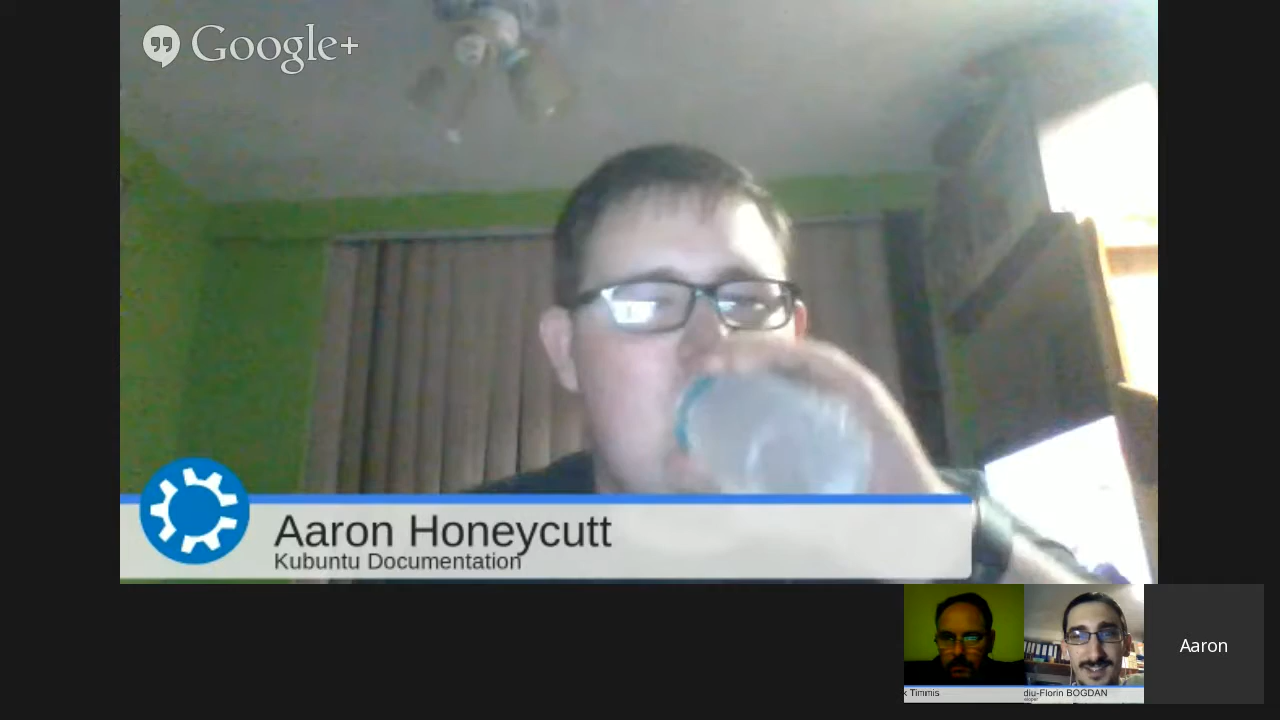 Google+
Aaron Honeycutt
Kubuntu Documentation
Timmis
diu-Florin BOGDAN
Aaron